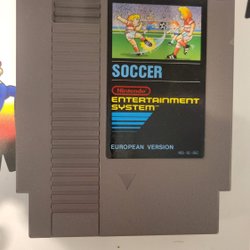 SOCCER
Nintendo
ENTERTAINMENT
SYSTEM
EUROPEAN VERSION